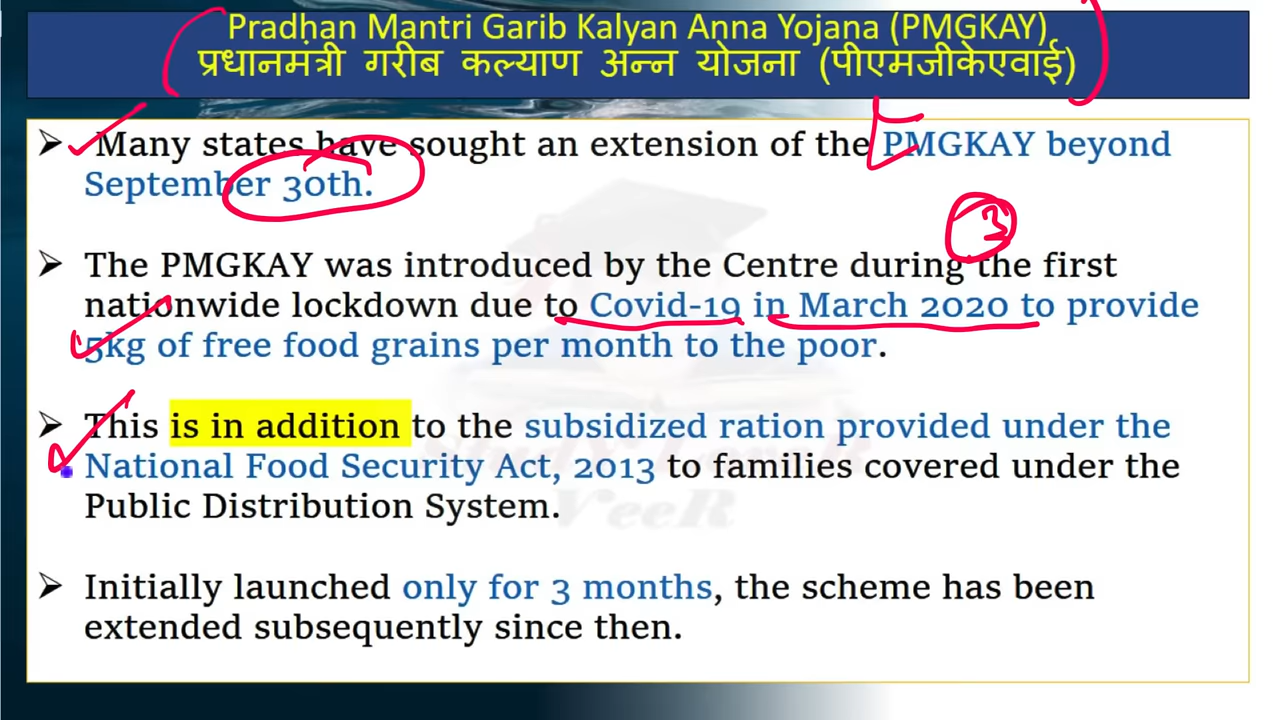 Pradhan Mantri Garib Kalyan Anna Yojana (PMGKAY)
प्रधानमंत्री गरीब कल्याण अन्न योजना (पीएमजीकेएवाई)
➢ Many states have sought an extension of the PMGKAY beyond
September 30th.
3
➢ The PMGKAY was introduced by the Centre during the first
nationwide lockdown due to Covid-19 in March 2020 to provide
5kg of free food grains per month to the poor.
➢ This is in addition to the subsidized ration provided under the
National Food Security Act, 2013 to families covered under the
Public Distribution System.
VeeR
➢ Initially launched only for 3 months, the scheme has been
extended subsequently since then.